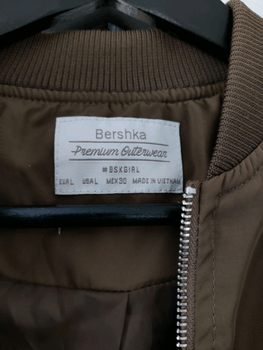 Bershka
Premium Outerwear
#BSKGIRL
EUR L USA L MEX 30 MADE IN VIETNAM